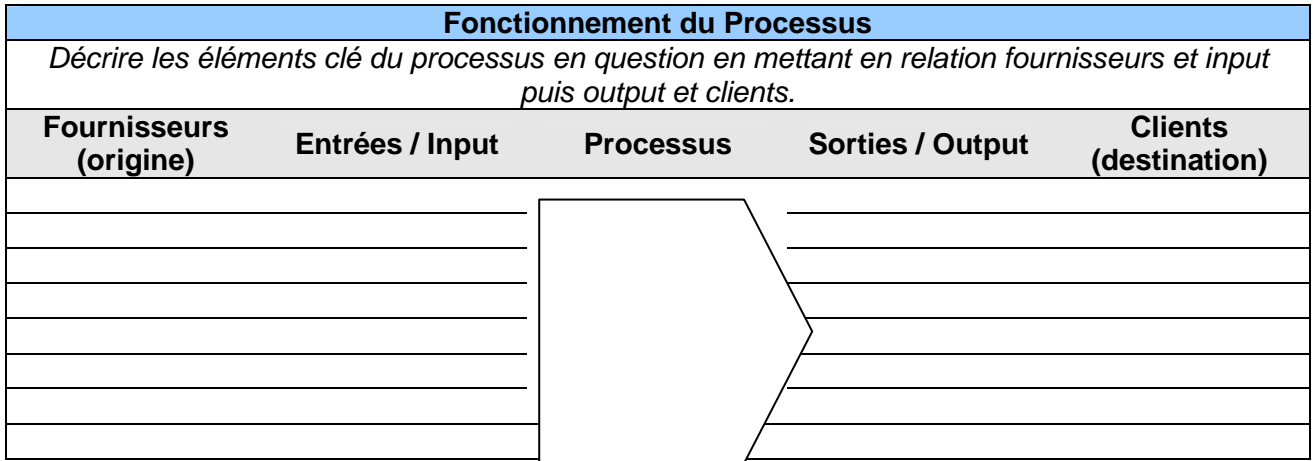 Fonctionnement du Processus
Décrire les éléments clé du processus en question en mettant en relation fournisseurs et input
puis output et clients.
Fournisseurs
(origine)
Entrées / Input
Processus
Sorties / Output
Clients
(destination)